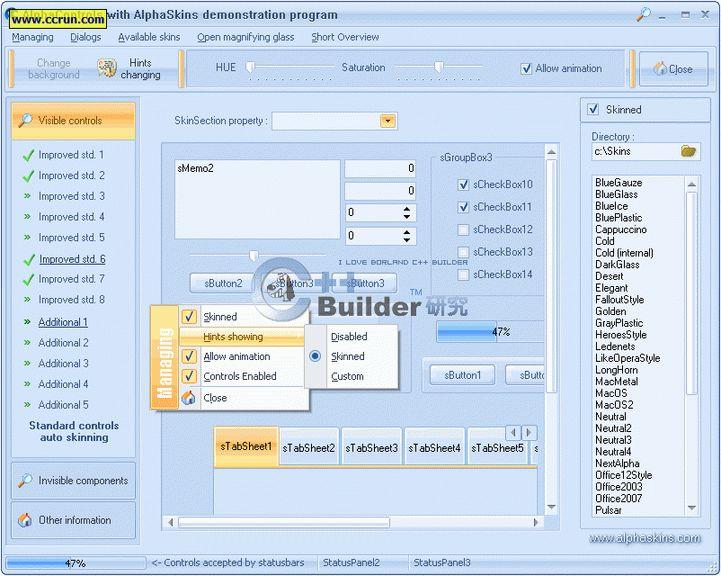 www.ccrun.com
AlphaControls with AlphaSkins demonstration program
Managing Dialogs Available skins Open magnifying glass Short Overview
Change background
Hints changing
HUE
Saturation
Allow animation
Close
Visible controls
Improved std. 1
Improved std. 2
Improved std. 3
Improved std. 4
Improved std. 5
Improved std. 6
Improved std. 7
Improved std. 8
Additional 1
Additional 2
Additional 3
Additional 4
Additional 5
Standard controls
auto skinning
Invisible components
Other information
SkinSection property :
sMemo2
0
0
0
0
sGroupBox3
sCheckBox10
sCheckBox11
sCheckBox12
sCheckBox13
sCheckBox14
I LOVE BORLAND C++ BUILDER
sButton2 sButton3 sButton3
C++
Builder研究
TM
Managing
Skinned
Hints showing
Allow animation
Controls Enabled
Close
Disabled
Skinned
Custom
47%
sButton1
sTabSheet1 sTabSheet2 sTabSheet3 sTabSheet4 sTabSheet5
Skinned
Directory :
c:\Skins
BlueGauze
BlueGlass
BlueIce
BluePlastic
Cappuccino
Cold
Cold (internal)
DarkGlass
Desert
Elegant
FalloutStyle
Golden
GrayPlastic
HeroesStyle
Ledenets
LikeOperaStyle
LongHorn
MacMetal
MacOS
MacOS2
Neutral
Neutral2
Neutral3
Neutral4
NextAlpha
Office12Style
Office2003
Office2007
Pulsar
www.alphaskins.com
47% <- Controls accepted by statusbars StatusPanel2 StatusPanel3